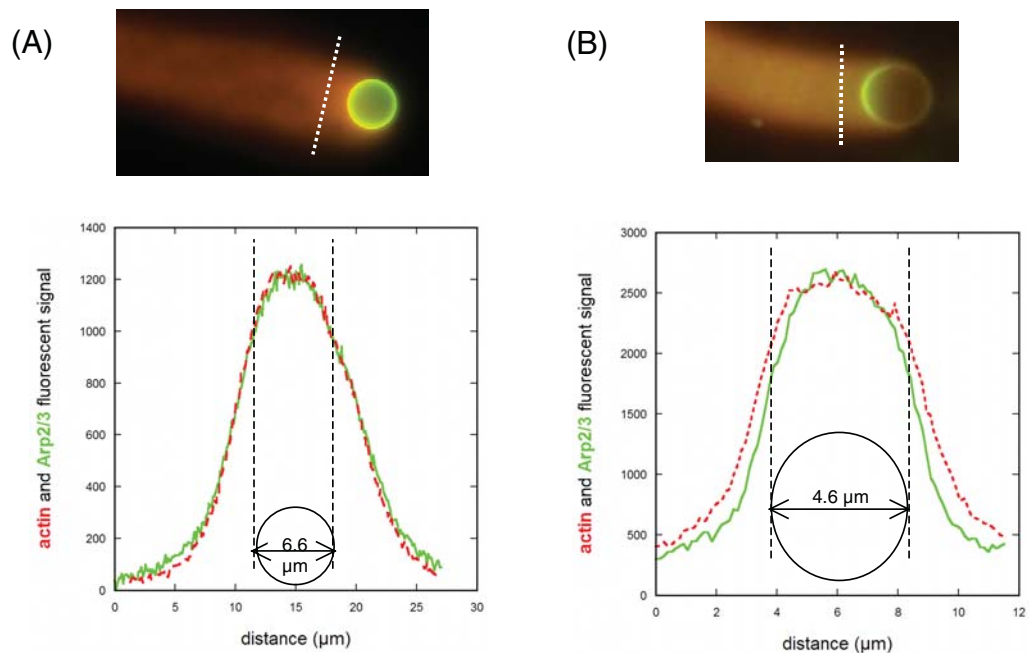 (A)
(B)
1400
1200
1000
800
600
400
200
0
actin and Arp2/3 fluorescent signal
6.6
µm
0 5 10 15 20 25 30
distance (µm)
3000
2500
2000
1500
1000
500
0
actin and Arp2/3 fluorescent signal
4.6 µm
0 2 4 6 8 10 12
distance (µm)